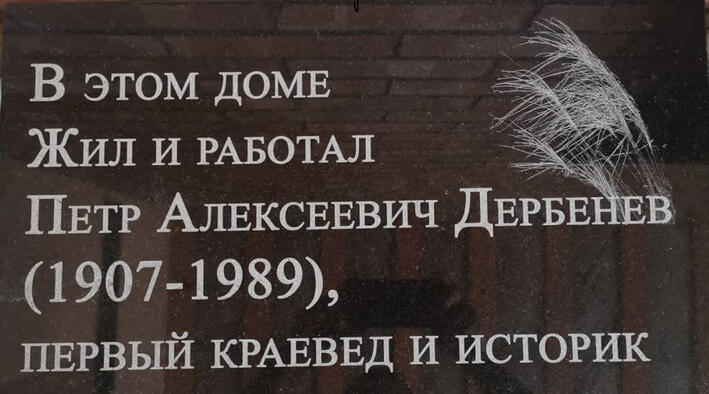 В ЭТОМ ДОМЕ
ЖИЛ И РАБОТАЛ
ПЕТР АЛЕКСЕЕВИЧ ДЕРБЕНЕВ
(1907-1989),
ПЕРВЫЙ КРАЕВЕД И ИСТОРИК